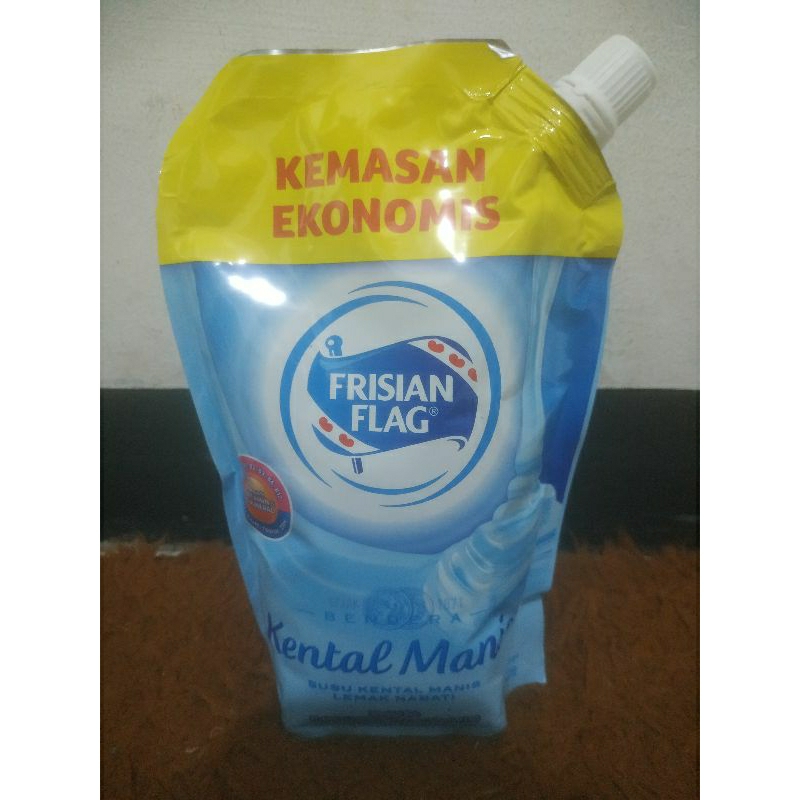 KEMASAN
EKONOMIS
FRISIAN
FLAG®
BENDERA
Kental Manis
SUSU KENTAL MANIS
LEMAK NABATI